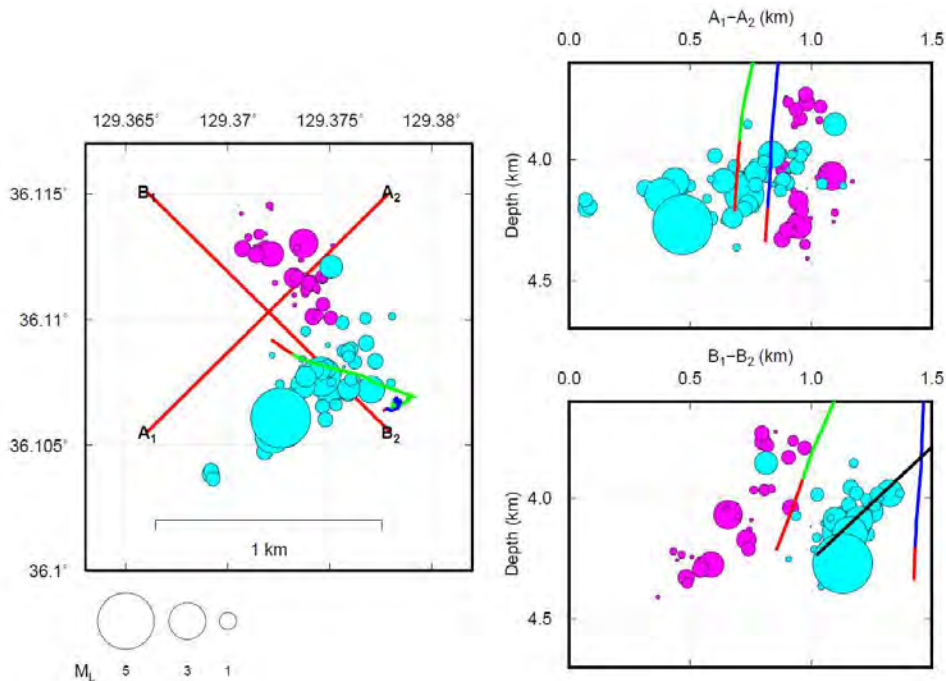 129.365 129.37 129.375 129.38
36.115
36.11
36.105
36.1
B₁
A₂
A₁
B₂
1 km
M_L 5 3 1
A₁−A₂ (km)
0.0 0.5 1.0 1.5
Depth (km)
4.0
4.5
B₁−B₂ (km)
0.0 0.5 1.0 1.5
Depth (km)
4.0
4.5